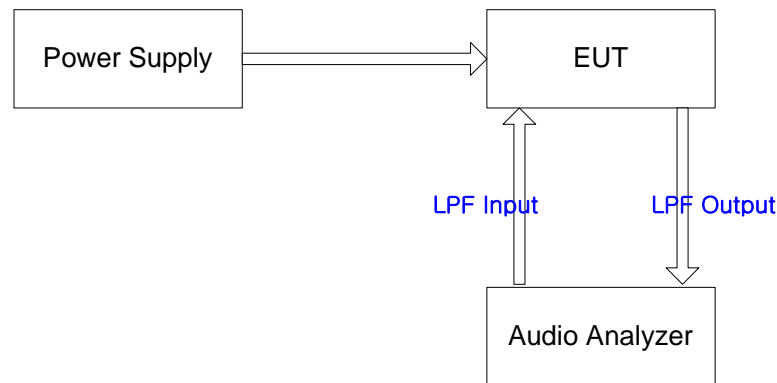 Power Supply
EUT
LPF Input
LPF Output
Audio Analyzer